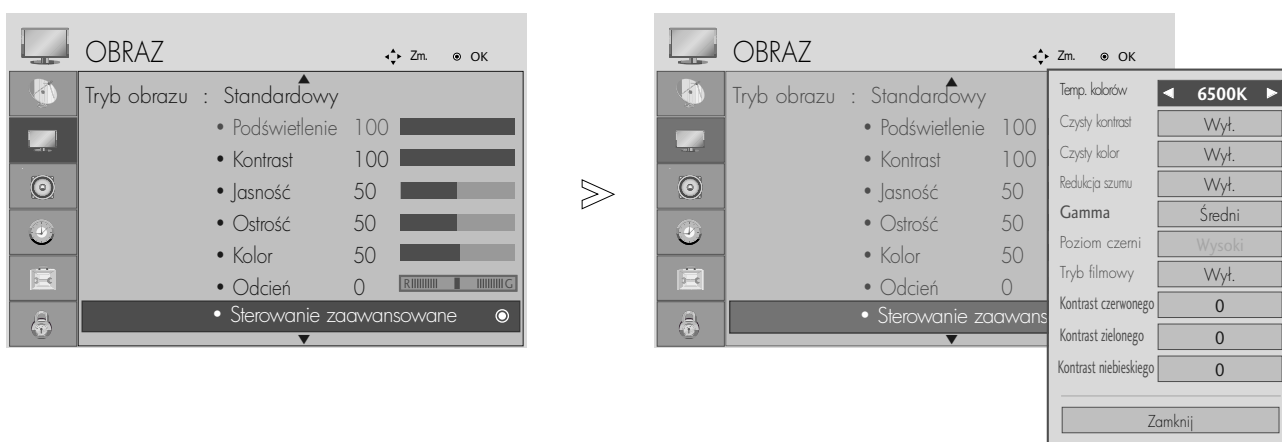 OBRAZ
Zm. OK
Tryb obrazu : Standardowy
• Podświetlenie 100
• Kontrast 100
• Jasność 50
• Ostrość 50
• Kolor 50
• Odcień 0 R G
• Sterowanie zaawansowane
OBRAZ
Zm. OK
Tryb obrazu : Standardowy
• Podświetlenie 100
• Kontrast 100
• Jasność 50
• Ostrość 50
• Kolor 50
• Odcień 0
• Sterowanie zaawans
Temp. kolorów ◄ 6500K ►
Czysty kontrast Wył.
Czysty kolor Wył.
Redukcja szumu Wył.
Gamma Średni
Poziom czerni Wysoki
Tryb filmowy Wył.
Kontrast czerwonego 0
Kontrast zielonego 0
Kontrast niebieskiego 0
Zamknij